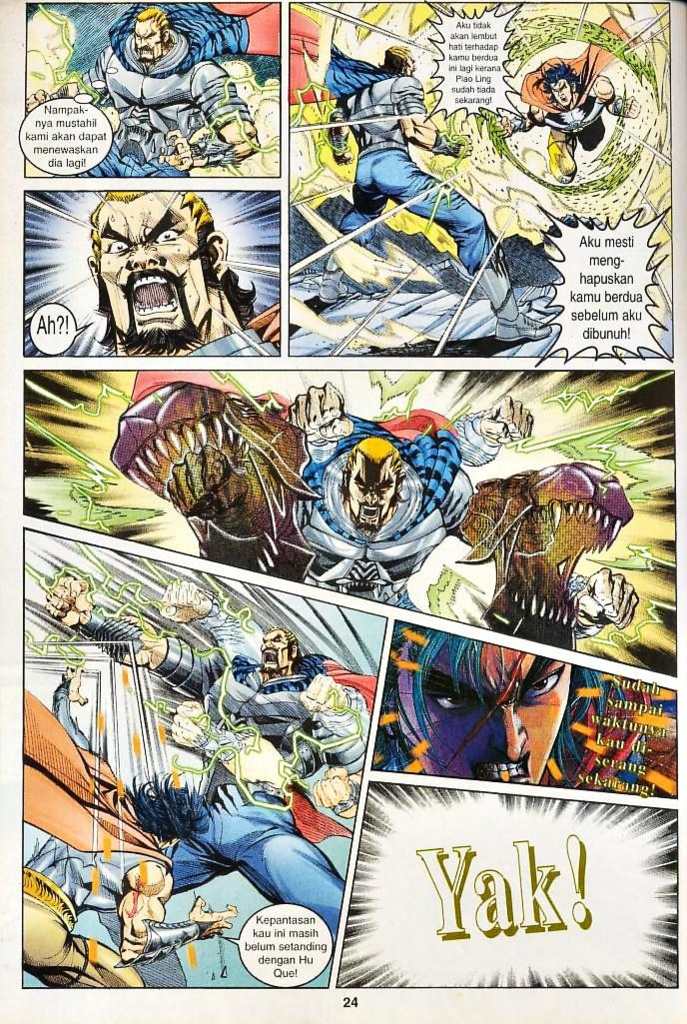 Nampak-
nya mustahil
kami akan dapat
menewaskan
dia lagi!
Aku tidak
akan lembut
hati terhadap
kamu berdua
ini lagi kerana
Piao Ling
sudah tiada
sekarang!
Aku mesti
meng-
hapuskan
kamu berdua
sebelum aku
dibunuh!
Ah?!
Sudah
sampai
waktunya
kau di-
serang
sekarang!
Kepantasan
kau ini masih
belum setanding
dengan Hu
Que!
Yak!
24